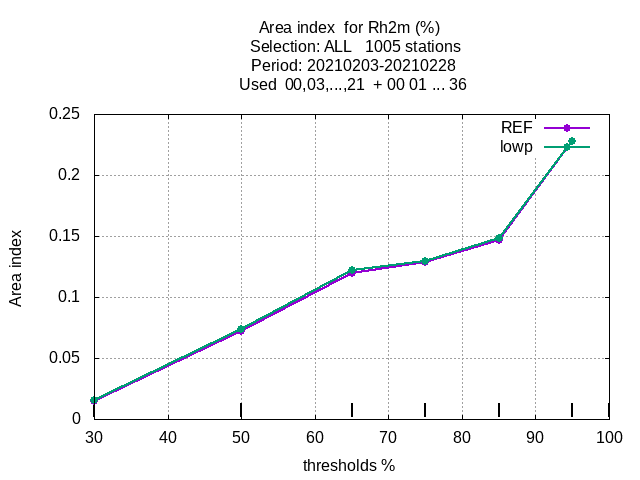 Area index  for Rh2m (%)
Selection: ALL   1005 stations
Period: 20210203-20210228
Used  00,03,...,21  + 00 01 ... 36
REF
lowp
0.25
0.2
0.15
0.1
0.05
0
Area index
30 40 50 60 70 80 90 100
thresholds %